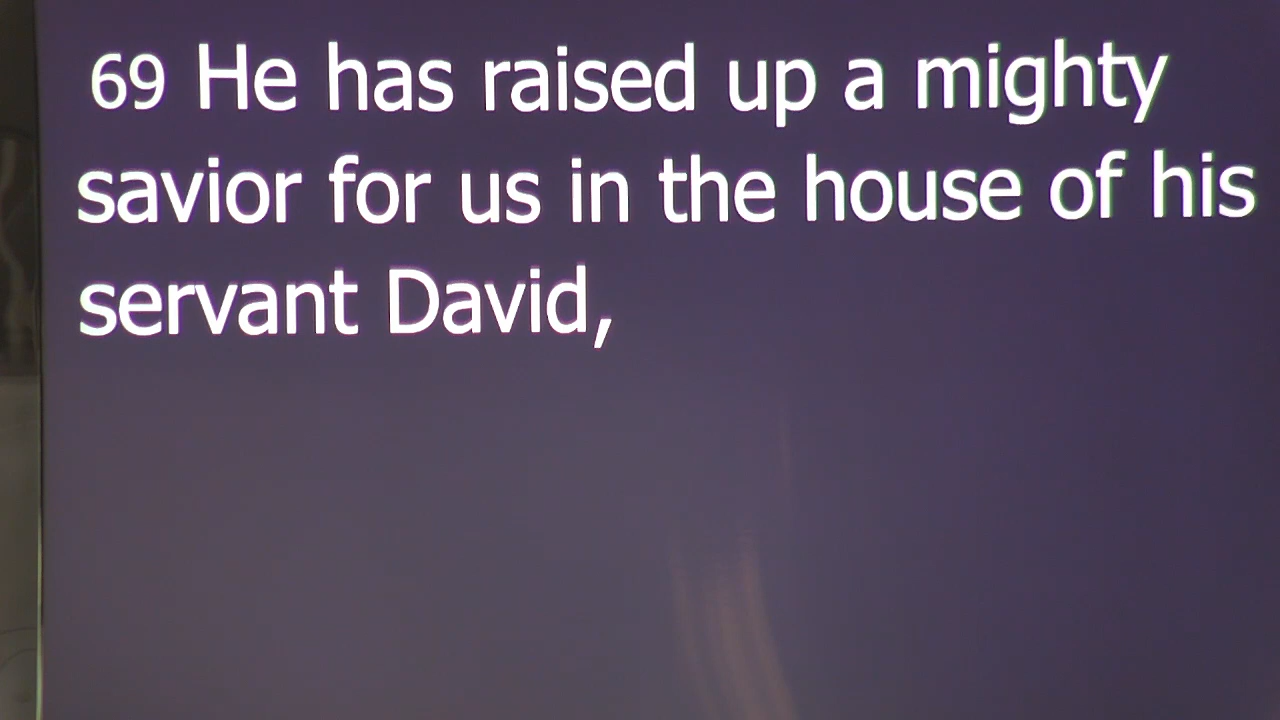 69 He has raised up a mighty
savior for us in the house of his
servant David,